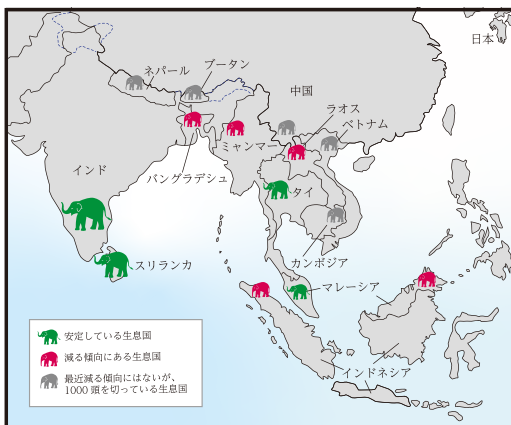 日本
ブータン
ネパール
中国
ラオス
ベトナム
ミャンマー
インド
バングラデシュ
タイ
カンボジア
スリランカ
マレーシア
インドネシア
安定している生息国
減る傾向にある生息国
最近減る傾向にはないが、
1000 頭を切っている生息国